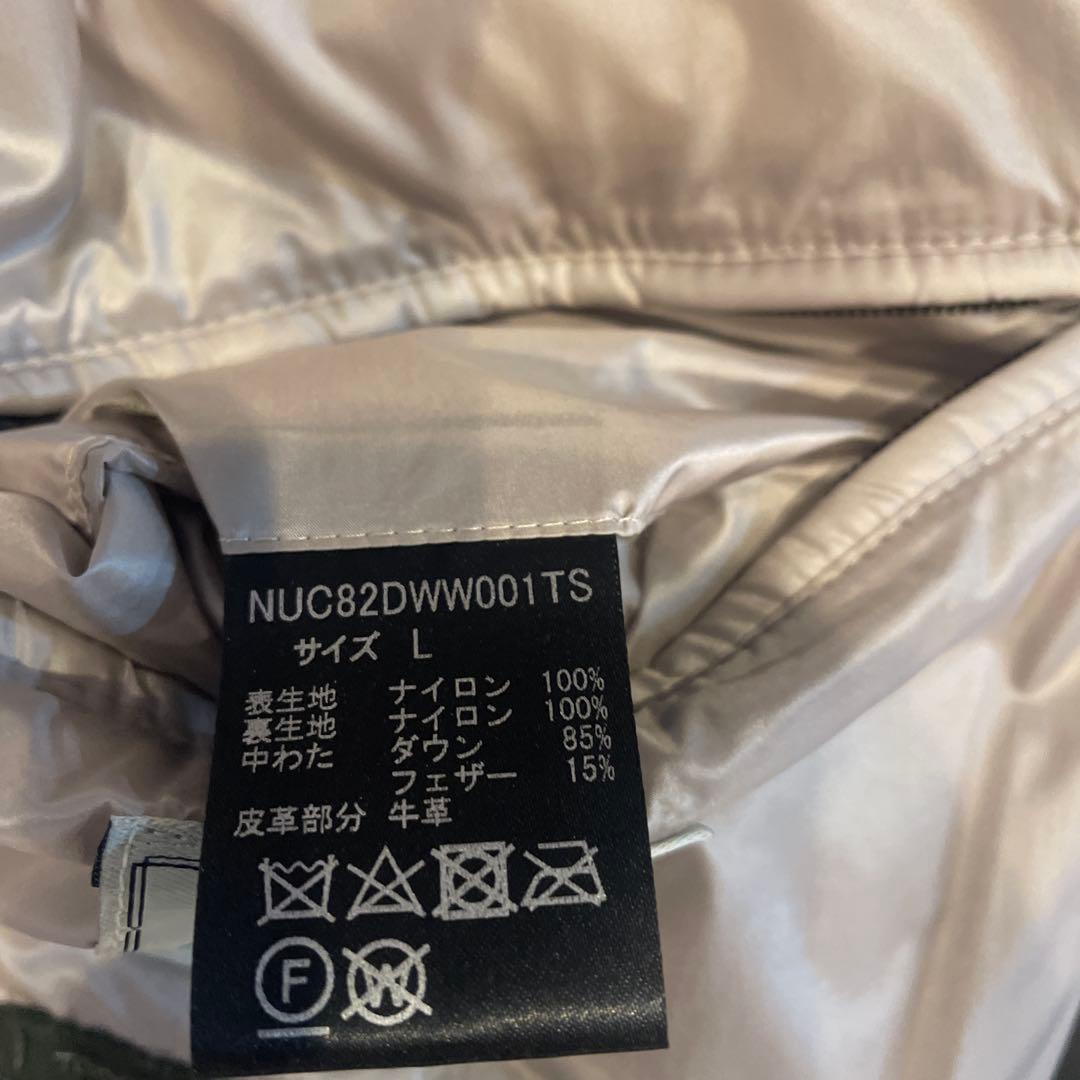 NUC82DWW001TS
サイズ L
表生地 ナイロン 100%
裏生地 ナイロン 100%
中わた ダウン 85%
フェザー 15%
皮革部分 牛革
F W